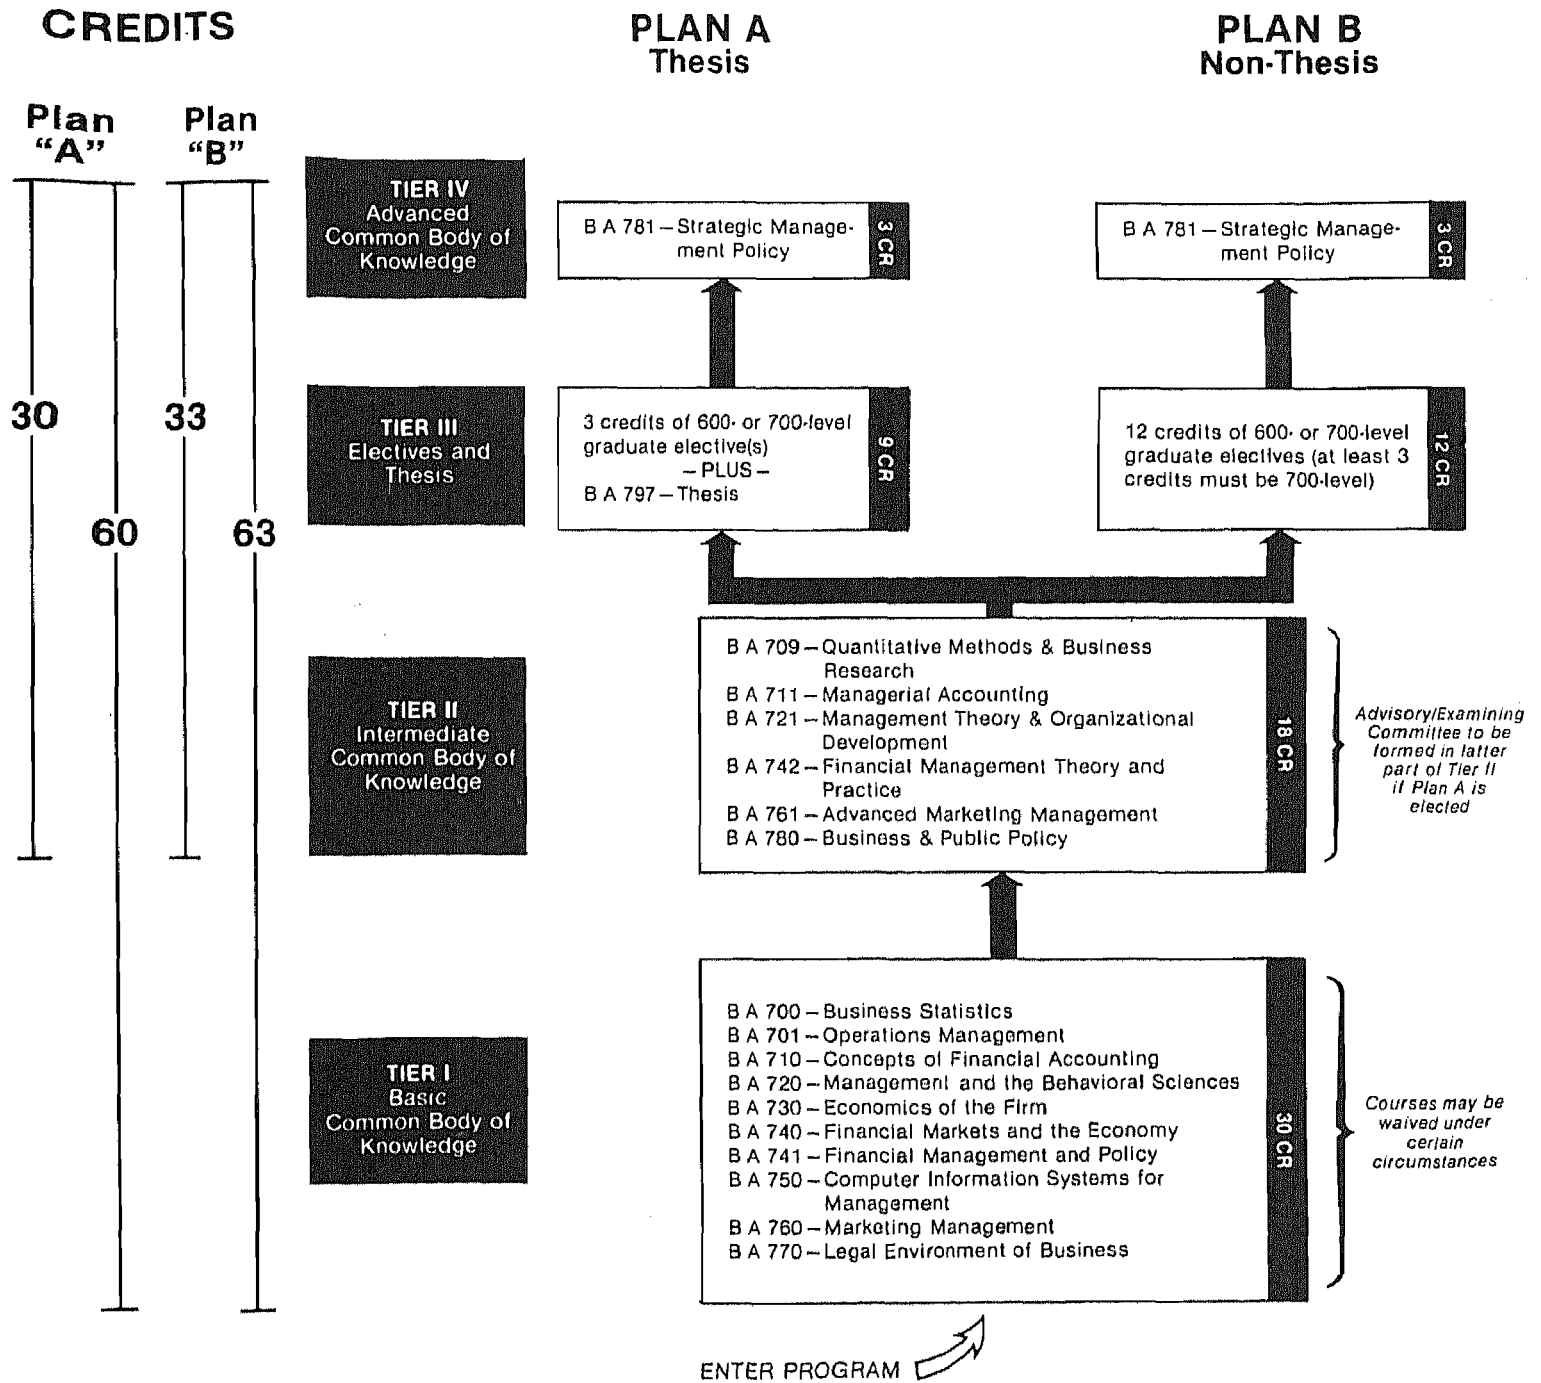 CREDITS
PLAN A
Thesis
PLAN B
Non-Thesis
Plan
“A”
Plan
“B”
30
60
33
63
TIER IV
Advanced
Common Body of
Knowledge
B A 781–Strategic Manage-
ment Policy
3 CR
B A 781–Strategic Manage-
ment Policy
3 CR
TIER III
Electives and
Thesis
3 credits of 600- or 700-level
graduate elective(s)
–PLUS–
B A 797–Thesis
9 CR
12 credits of 600- or 700-level
graduate electives (at least 3
credits must be 700-level)
12 CR
TIER II
Intermediate
Common Body of
Knowledge
B A 709–Quantitative Methods & Business
Research
B A 711–Managerial Accounting
B A 721–Management Theory & Organizational
Development
B A 742–Financial Management Theory and
Practice
B A 761–Advanced Marketing Management
B A 780–Business & Public Policy
18 CR
Advisory/Examining
Committee to be
formed in latter
part of Tier II
if Plan A is
elected
TIER I
Basic
Common Body of
Knowledge
B A 700–Business Statistics
B A 701–Operations Management
B A 710–Concepts of Financial Accounting
B A 720–Management and the Behavioral Sciences
B A 730–Economics of the Firm
B A 740–Financial Markets and the Economy
B A 741–Financial Management and Policy
B A 750–Computer Information Systems for
Management
B A 760–Marketing Management
B A 770–Legal Environment of Business
30 CR
Courses may be
waived under
certain
circumstances
ENTER PROGRAM